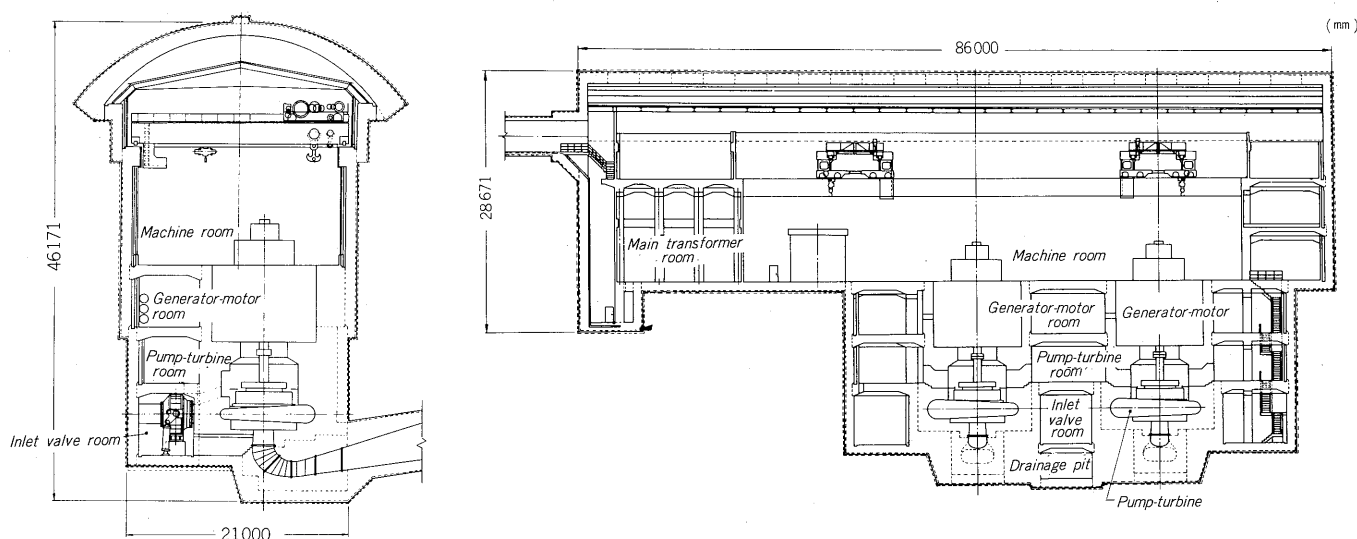 (mm)
86000
46171
28671
Machine room
Generator-motor
room
Pump-turbine
room
Inlet valve room
21000
Main transformer
room
Machine room
Generator-motor
room
Generator-motor
Pump-turbine
room
Inlet
valve
room
Drainage pit
Pump-turbine